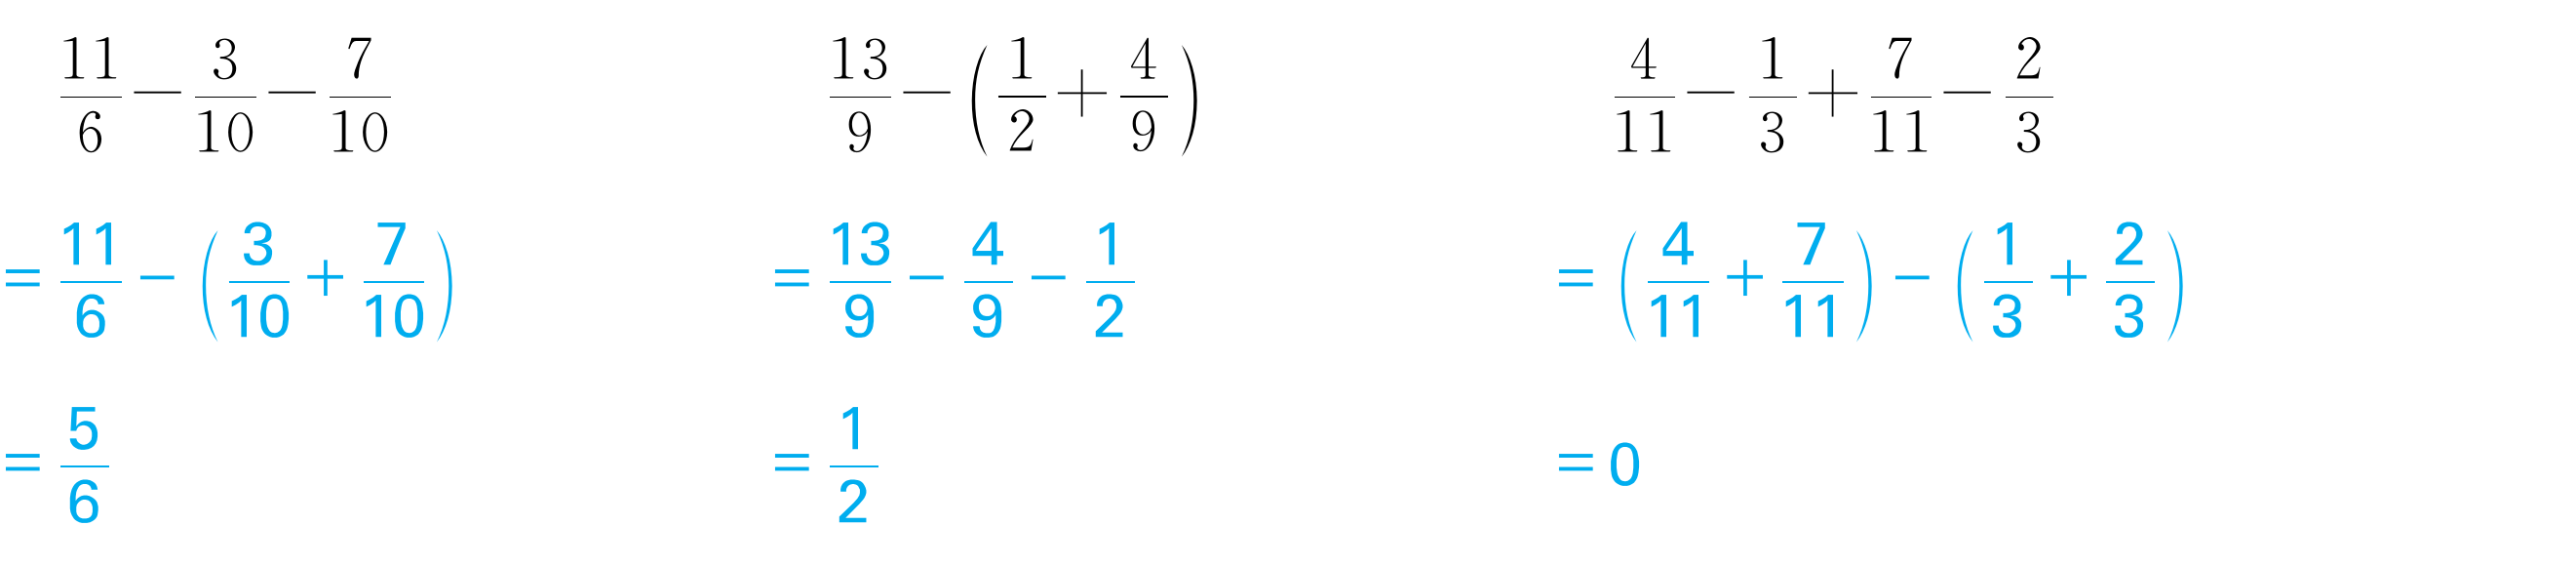 11/6 − 3/10 − 7/10
= 11/6 − (3/10 + 7/10)
= 5/6
13/9 − (1/2 + 4/9)
= 13/9 − 4/9 − 1/2
= 1/2
4/11 − 1/3 + 7/11 − 2/3
= (4/11 + 7/11) − (1/3 + 2/3)
= 0